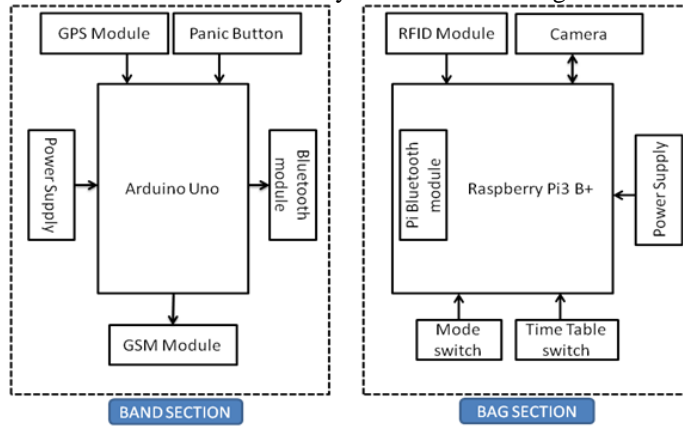 GPS Module
Panic Button
Power Supply
Arduino Uno
Bluetooth
module
GSM Module
BAND SECTION
RFID Module
Camera
Pi Bluetooth
module
Raspberry Pi3 B+
Power Supply
Mode
switch
Time Table
switch
BAG SECTION